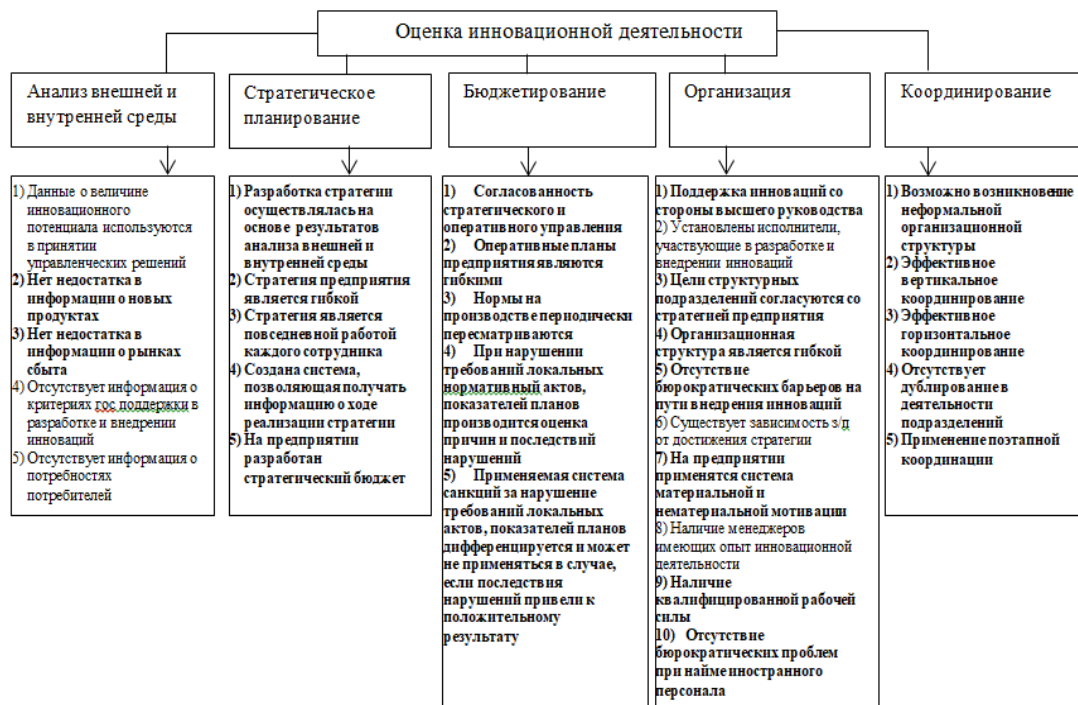 Оценка инновационной деятельности
Анализ внешней и
внутренней среды
Стратегическое
планирование
Бюджетирование
Организация
Координирование
1) Данные о величине
инновационного
потенциала используются
в принятии
управленческих решений
2) Нет недостатка в
информации о новых
продуктах
3) Нет недостатка в
информации о рынках
сбыта
4) Отсутствует информация о
критериях гос поддержки в
разработке и внедрении
инноваций
5) Отсутствует информация о
потребностях
потребителей
1) Разработка стратегии
осуществлялась на
основе результатов
анализа внешней и
внутренней среды
2) Стратегия предприятия
является гибкой
3) Стратегия является
повседневной работой
каждого сотрудника
4) Создана система,
позволяющая получать
информацию о ходе
реализации стратегии
5) На предприятии
разработан
стратегический бюджет
1) Согласованность
стратегического и
оперативного управления
2) Оперативные планы
предприятия являются
гибкими
3) Нормы на
производстве периодически
пересматриваются
4) При нарушении
требований локальных
нормативный актов,
показателей планов
производится оценка
причин и последствий
нарушений
5) Применяемая система
санкций за нарушение
требований локальных
актов, показателей планов
дифференцируется и может
не применяться в случае,
если последствия
нарушений привели к
положительному
результату
1) Поддержка инноваций со
стороны высшего руководства
2) Установлены исполнители,
участвующие в разработке и
внедрении инноваций
3) Цели структурных
подразделений согласуются со
стратегией предприятия
4) Организационная
структура является гибкой
5) Отсутствие
бюрократических барьеров на
пути внедрения инноваций
6) Существует зависимость з/п
от достижения стратегии
7) На предприятии
применятся система
материальной и
нематериальной мотивации
8) Наличие менеджеров
имеющих опыт инновационной
деятельности
9) Наличие
квалифицированной рабочей
силы
10) Отсутствие
бюрократических проблем
при найме иностранного
персонала
1) Возможно возникновение
неформальной
организационной
структуры
2) Эффективное
вертикальное
координирование
3) Эффективное
горизонтальное
координирование
4) Отсутствует
дублирование в
деятельности
подразделений
5) Применение поэтапной
координации